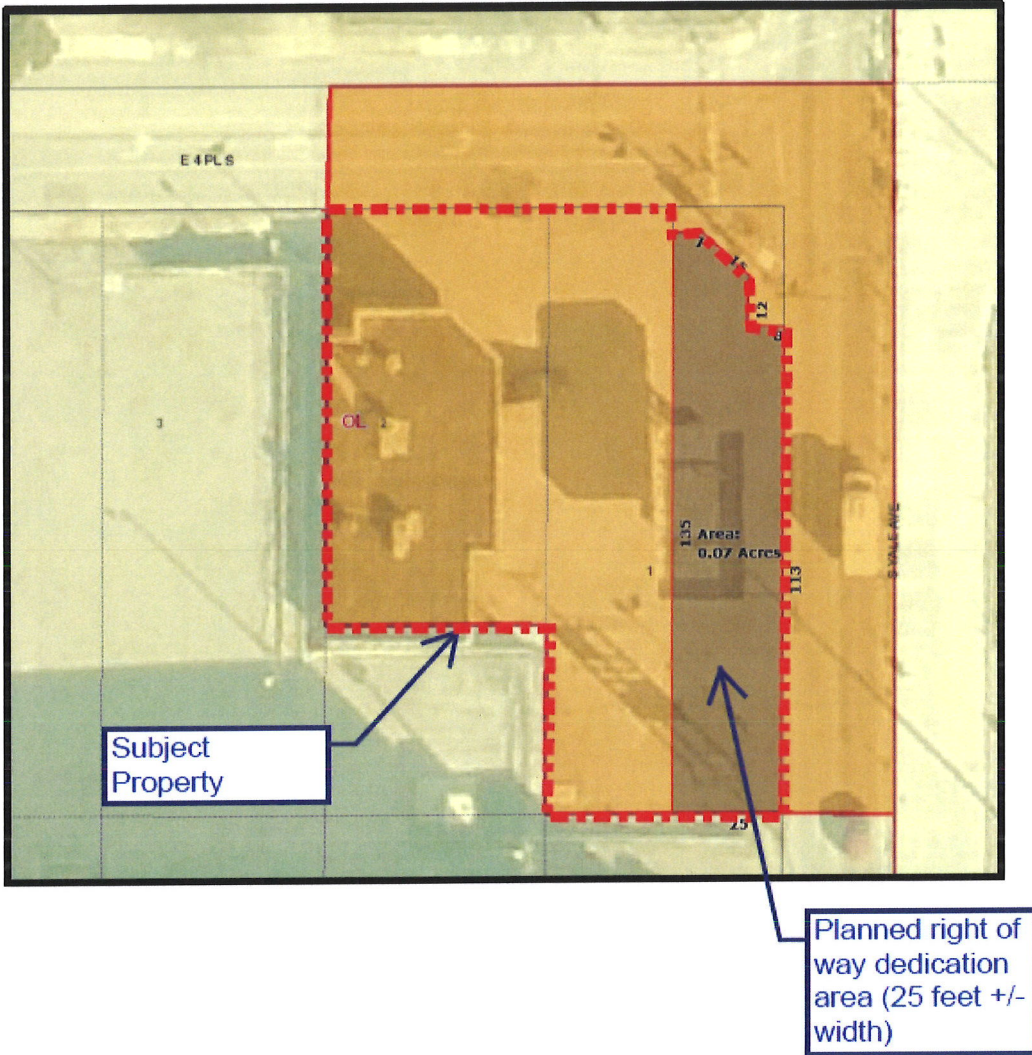 E 4 PL S
7
15
12
8
3
OL 2
S YALE AVE
135
Area:
0.07 Acres
1
113
Subject
Property
25
Planned right of
way dedication
area (25 feet +/-
width)